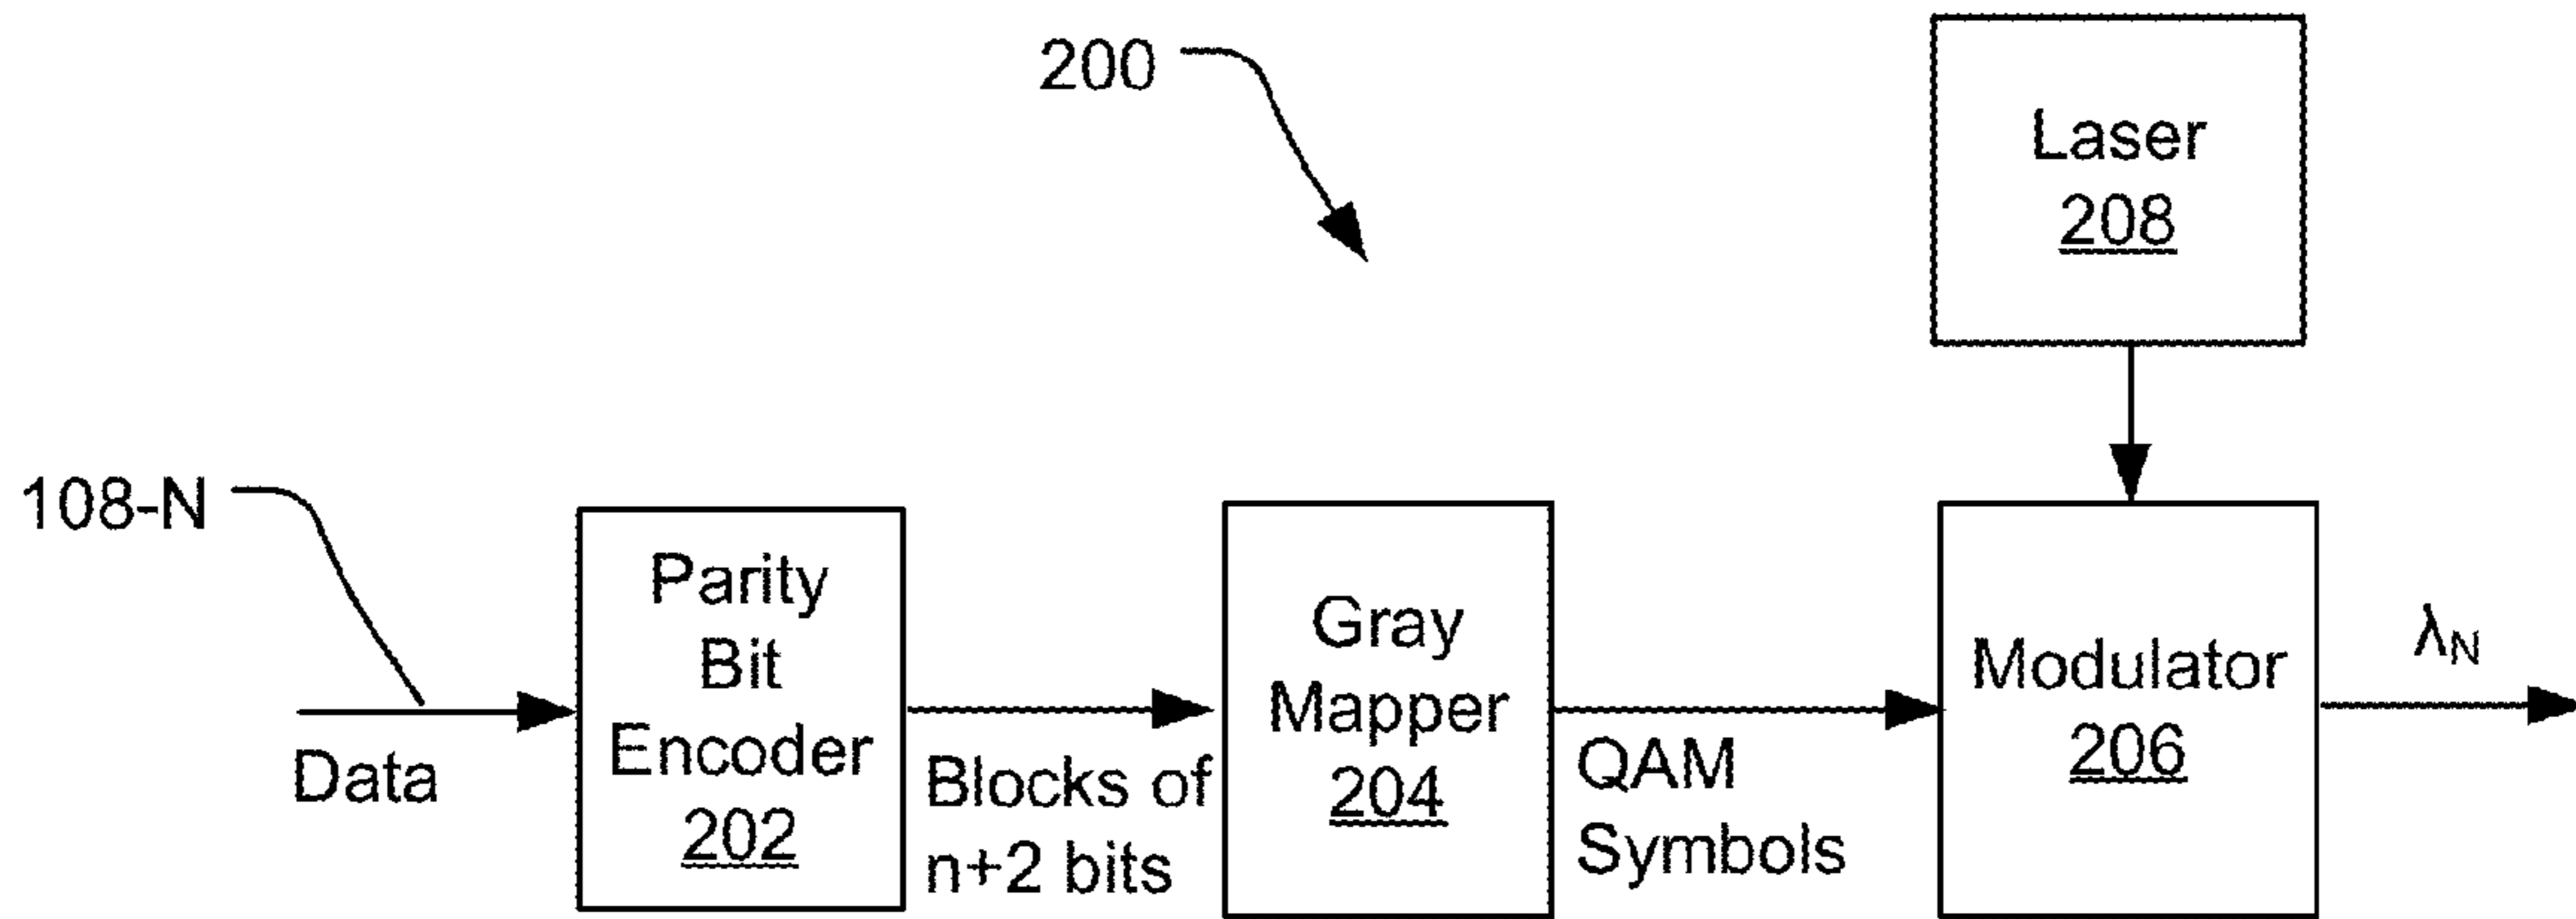 200
Laser
208
108-N
Data
Parity
Bit
Encoder
202
Blocks of
n+2 bits
Gray
Mapper
204
QAM
Symbols
Modulator
206
λN